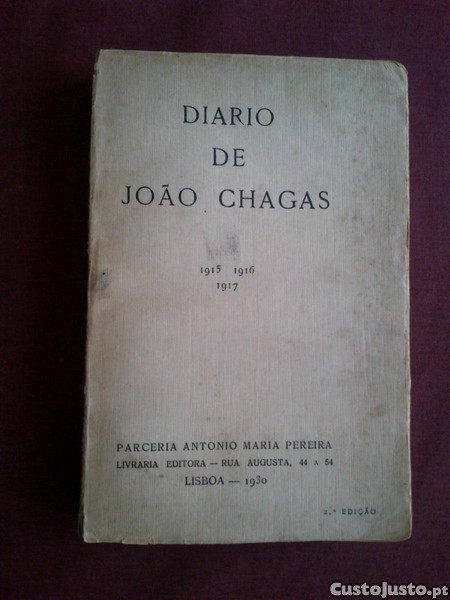 DIARIO
DE
JOÃO CHAGAS
1915 1916
1917
PARCERIA ANTONIO MARIA PEREIRA
LIVRARIA EDITORA — RUA AUGUSTA, 44 A 54
LISBOA — 1930
2.ª EDIÇÃO
CustoJusto.pt